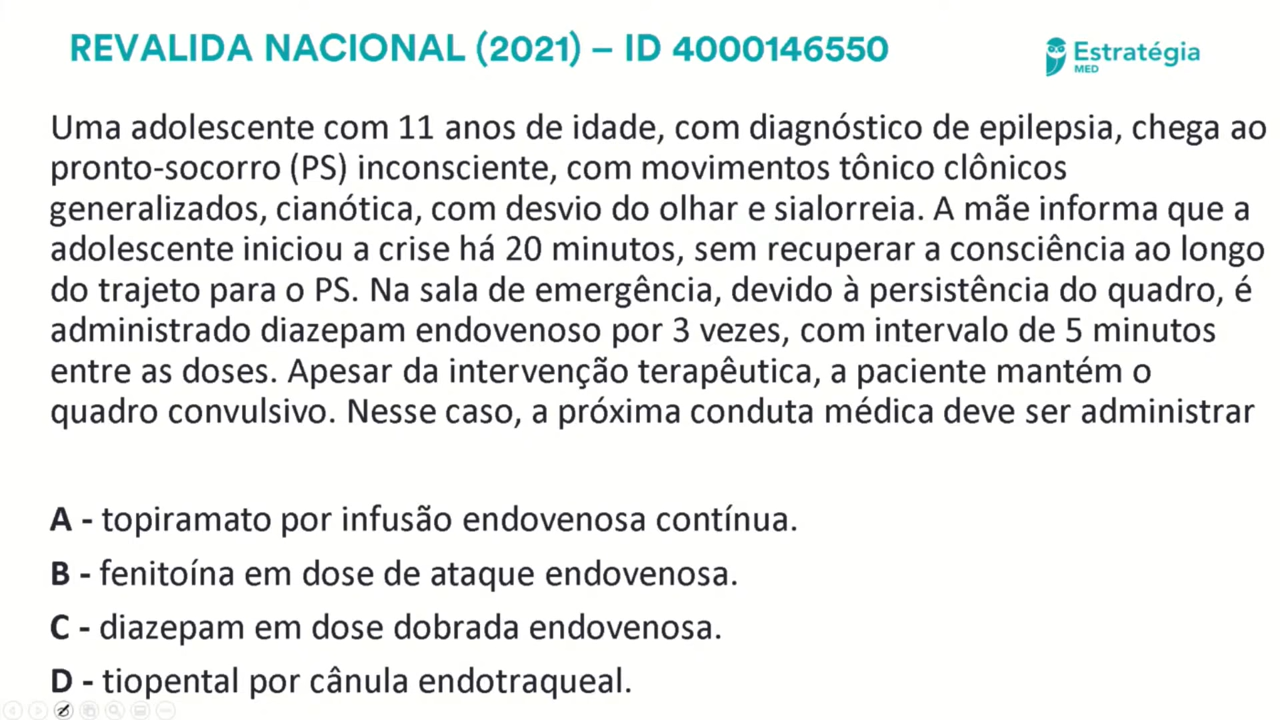 REVALIDA NACIONAL (2021) – ID 4000146550
Estratégia
MED
Uma adolescente com 11 anos de idade, com diagnóstico de epilepsia, chega ao
pronto-socorro (PS) inconsciente, com movimentos tônico clônicos
generalizados, cianótica, com desvio do olhar e sialorreia. A mãe informa que a
adolescente iniciou a crise há 20 minutos, sem recuperar a consciência ao longo
do trajeto para o PS. Na sala de emergência, devido à persistência do quadro, é
administrado diazepam endovenoso por 3 vezes, com intervalo de 5 minutos
entre as doses. Apesar da intervenção terapêutica, a paciente mantém o
quadro convulsivo. Nesse caso, a próxima conduta médica deve ser administrar
A - topiramato por infusão endovenosa contínua.
B - fenitoína em dose de ataque endovenosa.
C - diazepam em dose dobrada endovenosa.
D - tiopental por cânula endotraqueal.